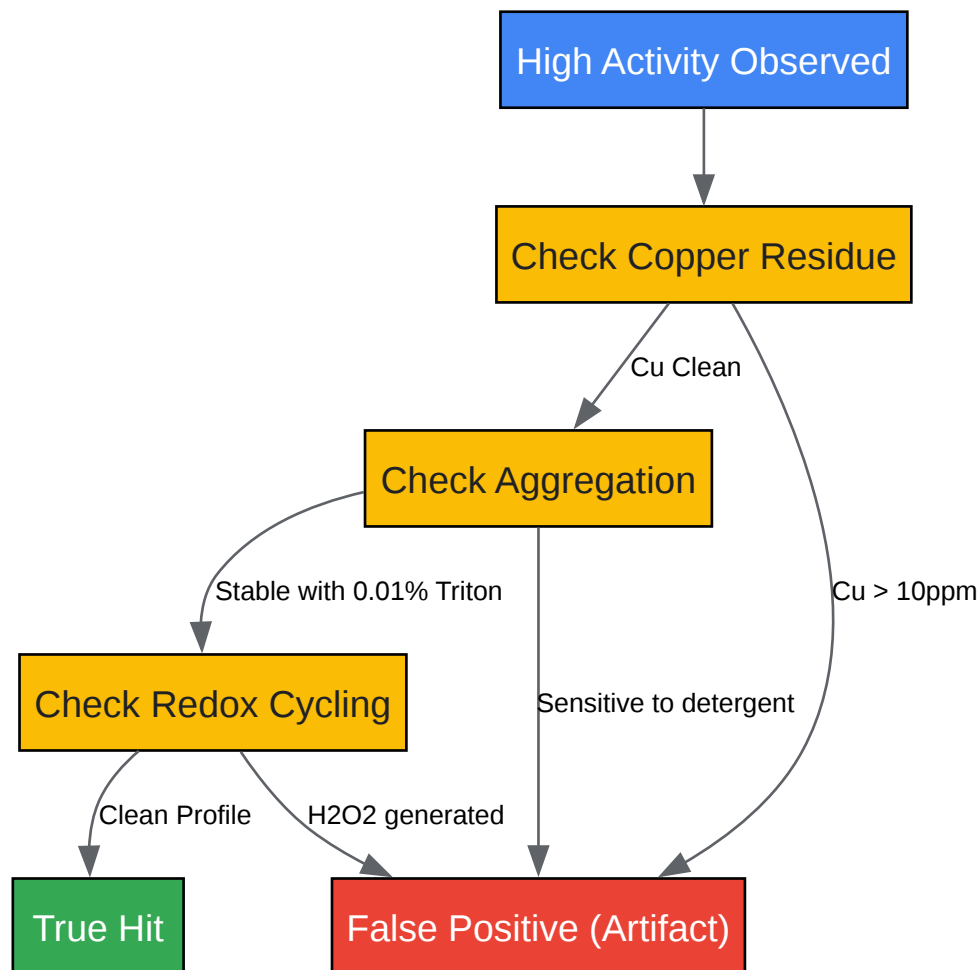 High Activity Observed
Check Copper Residue
Cu Clean
Check Aggregation
Stable with 0.01% Triton
Cu > 10ppm
Check Redox Cycling
Sensitive to detergent
Clean Profile
H2O2 generated
True Hit
False Positive (Artifact)